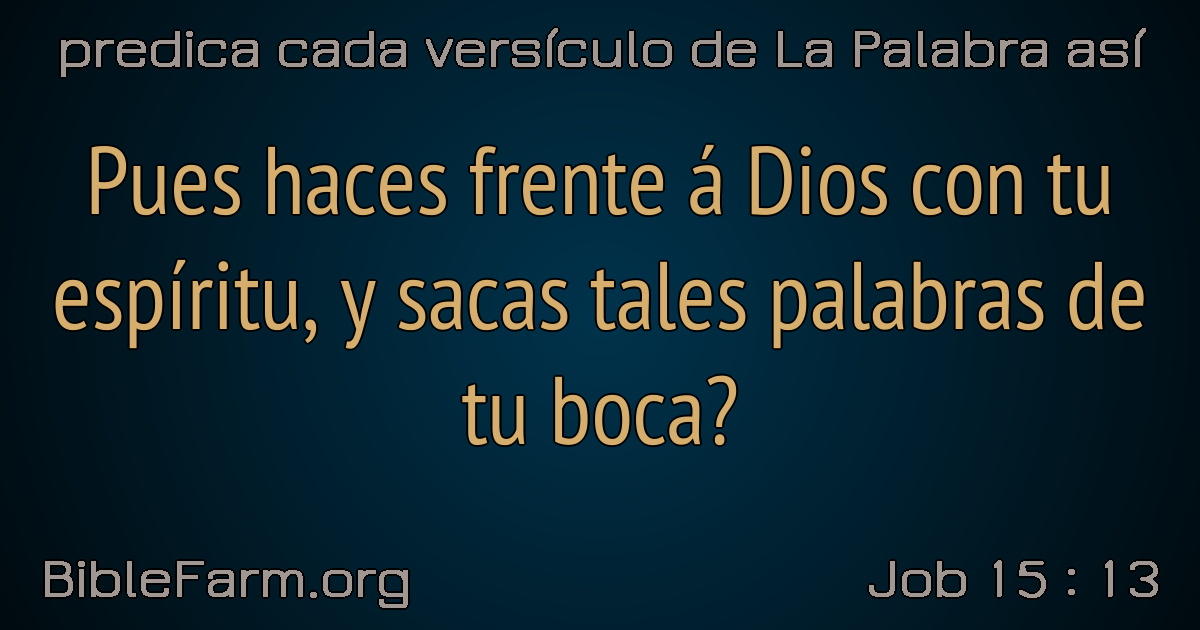 predica cada versículo de La Palabra así
Pues haces frente á Dios con tu
espíritu, y sacas tales palabras de
tu boca?
BibleFarm.org
Job 15 : 13